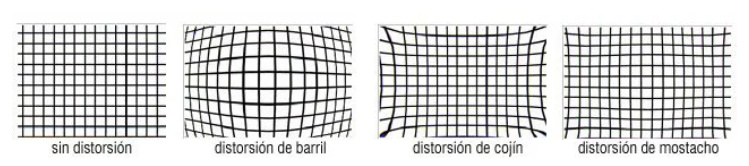 sin distorsión
distorsión de barril
distorsión de cojín
distorsión de mostacho